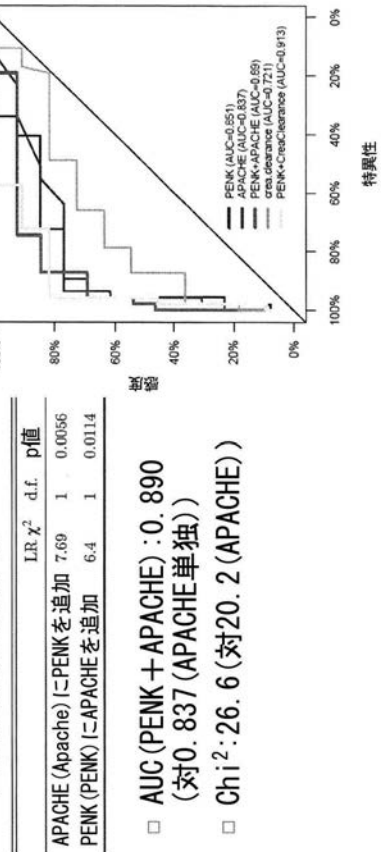 LR χ² d.f. p値
APACHE (Apache)にPENKを追加 7.69 1 0.0056
PENK (PENK)にAPACHEを追加 6.4 1 0.0114
□ AUC (PENK＋APACHE) : 0. 890
(対0. 837 (APACHE単独))
□ Chi²:26. 6 (対20. 2 (APACHE))
80%
60%
40%
20%
0%
感度
100%
80%
60%
40%
20%
0%
特異性
PENK (AUC=0.851)
APACHE (AUC=0.837)
PENK+APACHE (AUC=0.89)
crea.clearance (AUC=0.721)
PENK+CreaClearance (AUC=0.913)